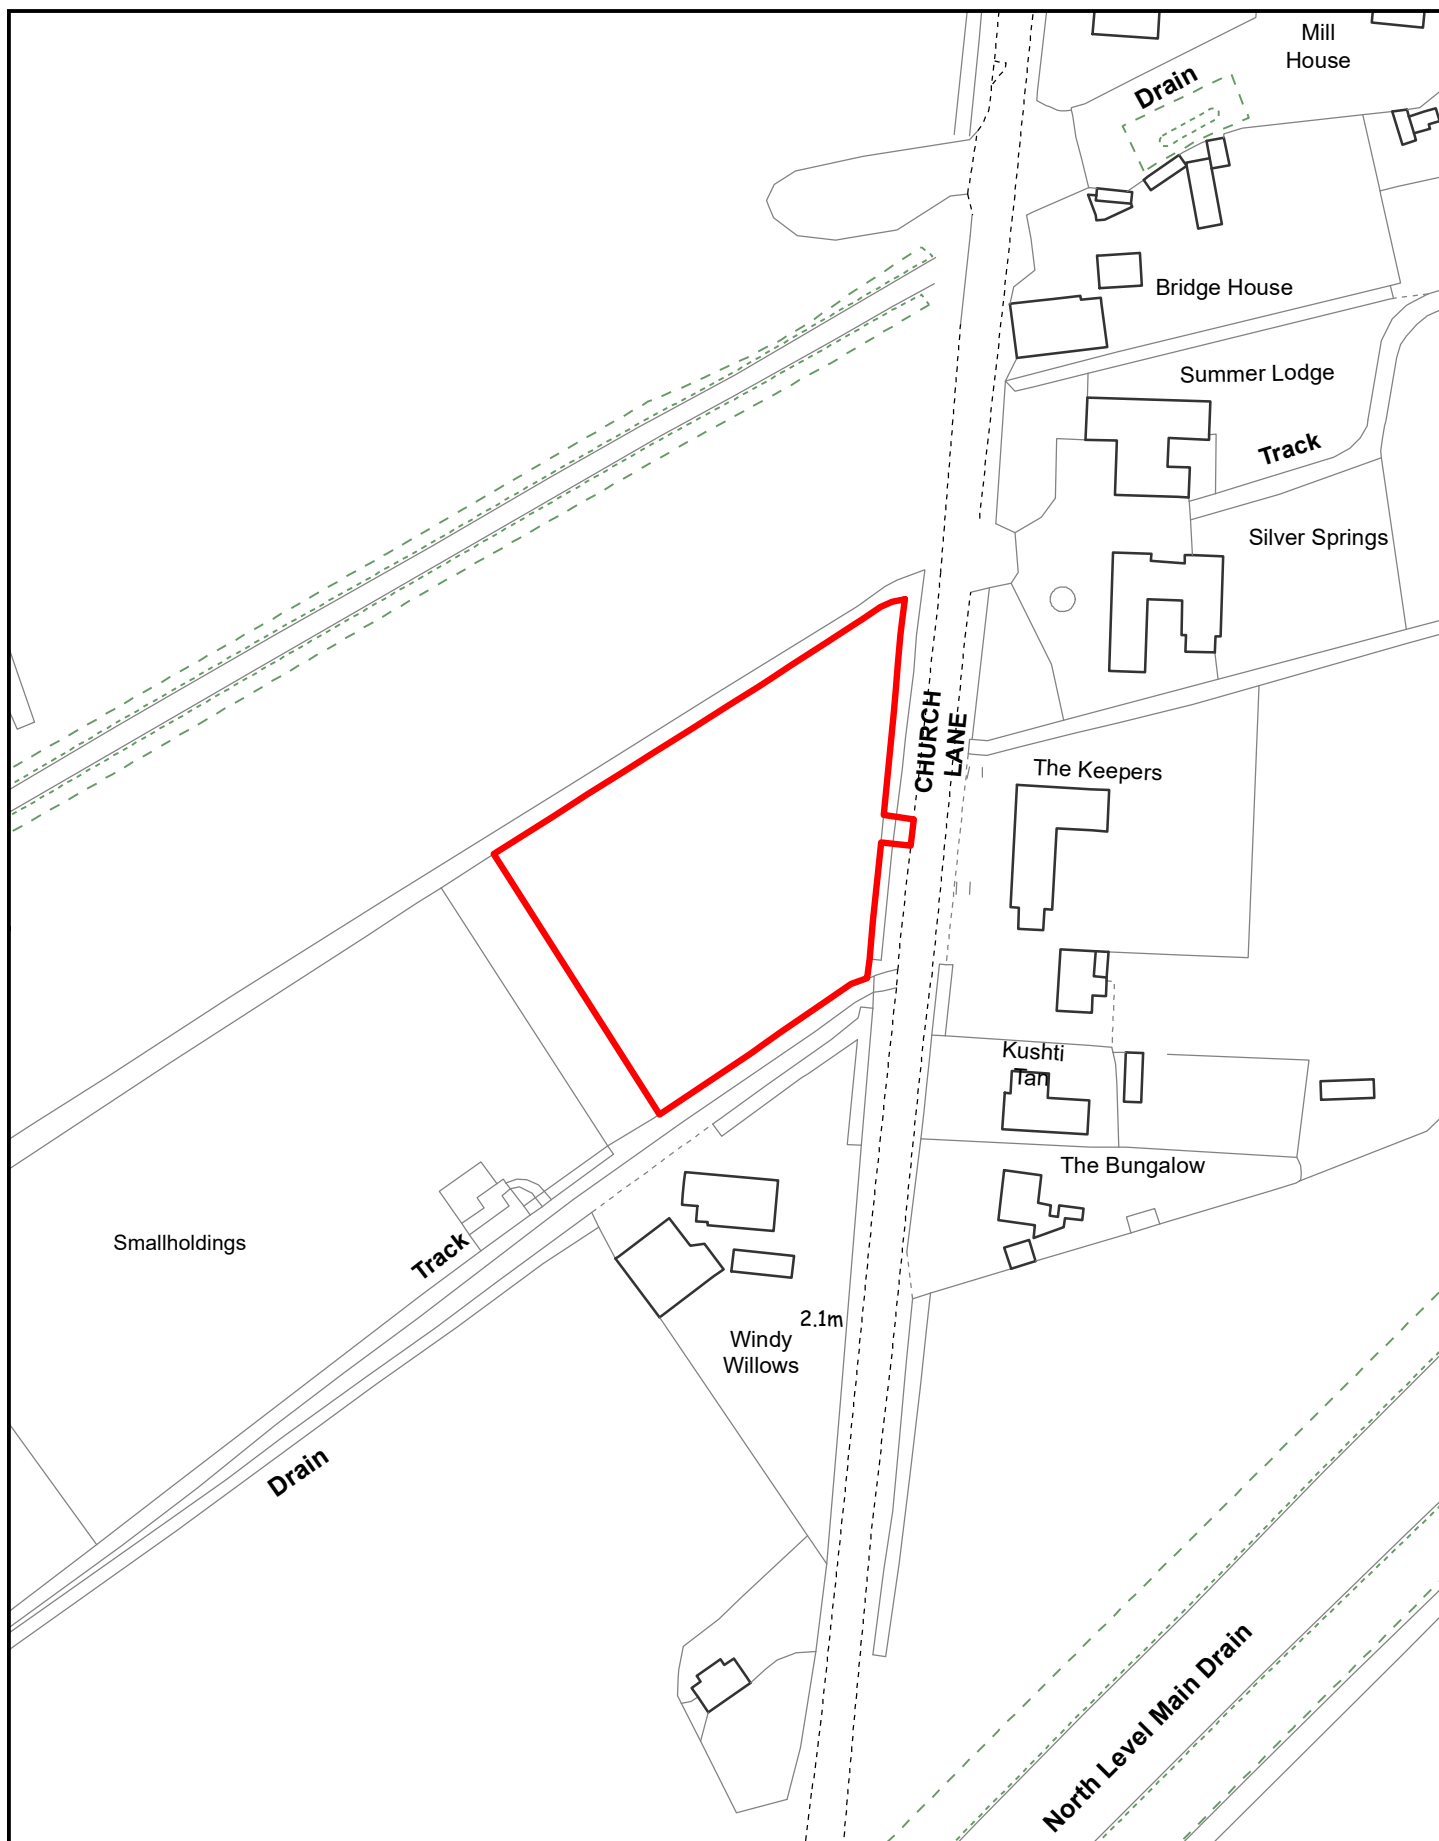 Mill
House
Drain
Bridge House
Summer Lodge
Track
Silver Springs
CHURCH
LANE
The Keepers
Kushti
Tan
The Bungalow
Smallholdings
Track
2.1m
Windy
Willows
Drain
North Level Main Drain